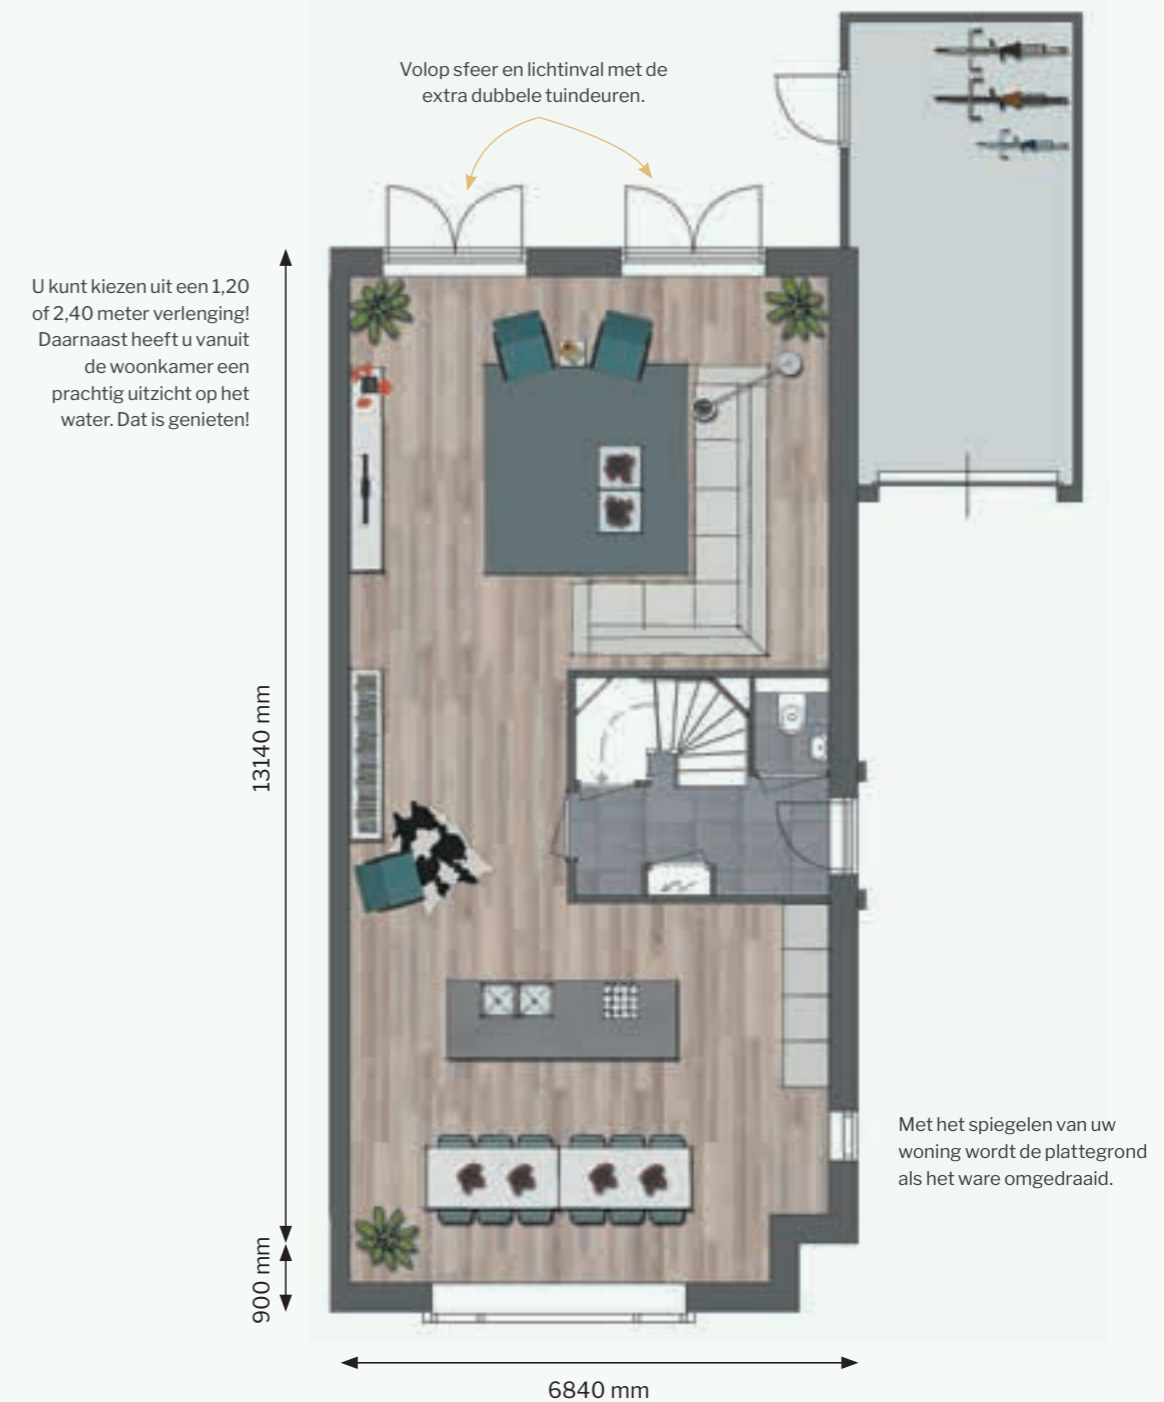 Volop sfeer en lichtinval met de
extra dubbele tuindeuren.
U kunt kiezen uit een 1,20
of 2,40 meter verlenging!
Daarnaast heeft u vanuit
de woonkamer een
prachtig uitzicht op het
water. Dat is genieten!
13140 mm
Met het spiegelen van uw
woning wordt de plattegrond
als het ware omgedraaid.
900 mm
6840 mm